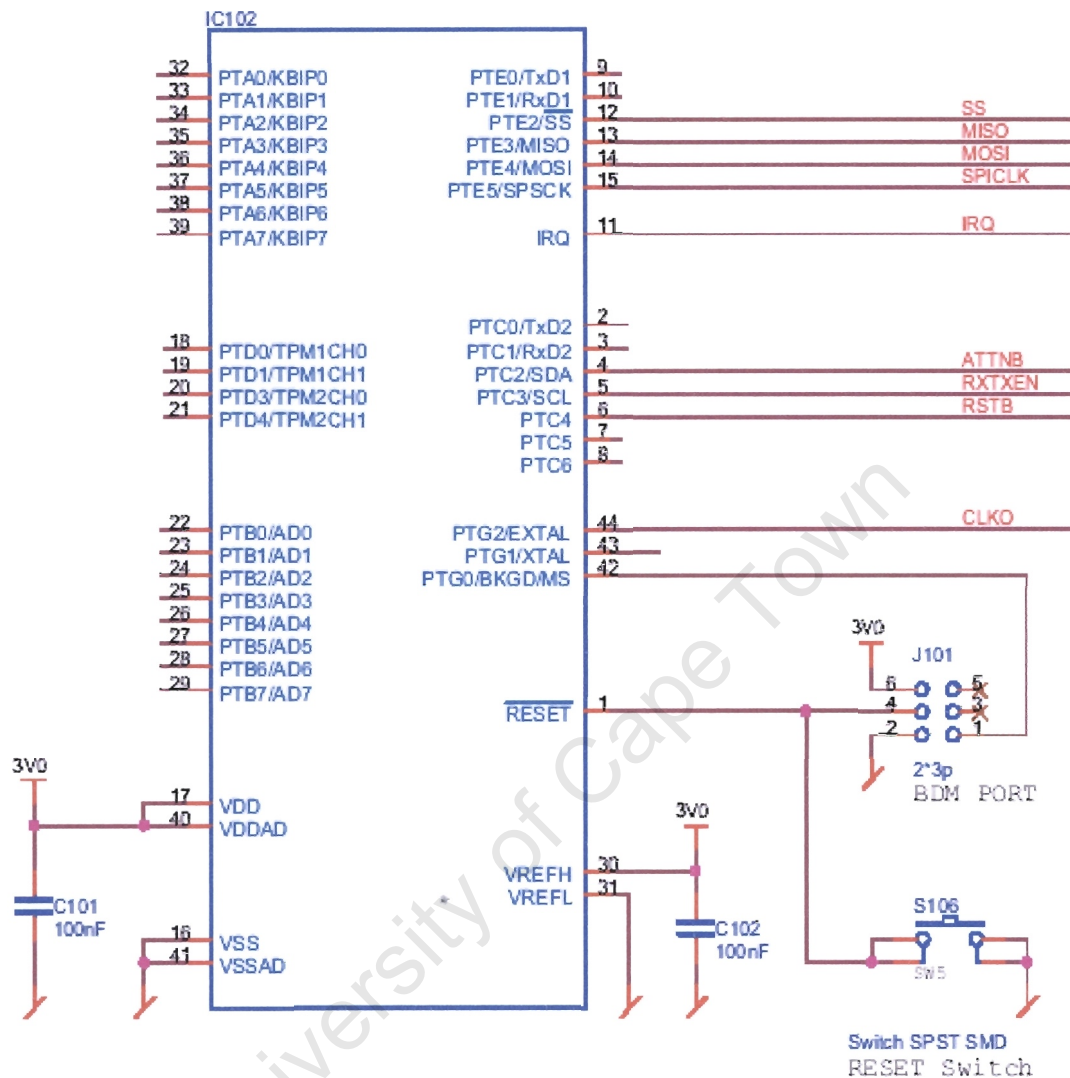 IC102
32 PTA0/KBIP0
33 PTA1/KBIP1
34 PTA2/KBIP2
35 PTA3/KBIP3
36 PTA4/KBIP4
37 PTA5/KBIP5
38 PTA6/KBIP6
39 PTA7/KBIP7
18 PTD0/TPM1CH0
19 PTD1/TPM1CH1
20 PTD3/TPM2CH0
21 PTD4/TPM2CH1
22 PTB0/AD0
23 PTB1/AD1
24 PTB2/AD2
25 PTB3/AD3
26 PTB4/AD4
27 PTB5/AD5
28 PTB6/AD6
29 PTB7/AD7
3V0
17 VDD
40 VDDAD
C101
100nF
16 VSS
41 VSSAD
PTE0/TxD1 9
PTE1/RxD1 10
PTE2/SS 12 SS
PTE3/MISO 13 MISO
PTE4/MOSI 14 MOSI
PTE5/SPSCK 15 SPICLK
IRQ 11 IRQ
PTC0/TxD2 2
PTC1/RxD2 3
PTC2/SDA 4 ATTNB
PTC3/SCL 5 RXTXEN
PTC4 6 RSTB
PTC5 7
PTC6 8
PTG2/EXTAL 44 CLKO
PTG1/XTAL 43
PTG0/BKGD/MS 42
RESET 1
3V0
J101
6 5
4 3
2 1
2*3p
BDM PORT
3V0
VREFH 30
VREFL 31
C102
100nF
S106
SW5
Switch SPST SMD
RESET Switch
University of Cape Town